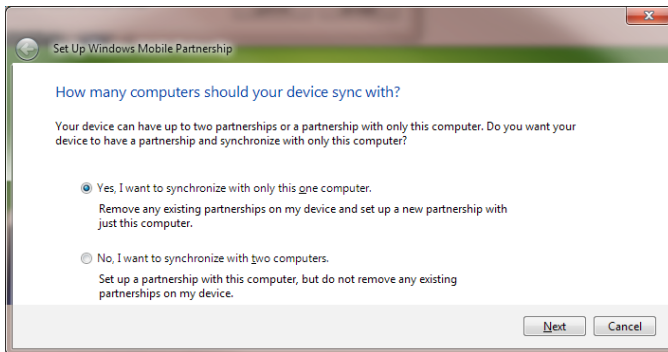 Set Up Windows Mobile Partnership
How many computers should your device sync with?
Your device can have up to two partnerships or a partnership with only this computer. Do you want your
device to have a partnership and synchronize with only this computer?
Yes, I want to synchronize with only this one computer.
Remove any existing partnerships on my device and set up a new partnership with
just this computer.
No, I want to synchronize with two computers.
Set up a partnership with this computer, but do not remove any existing
partnerships on my device.
Next Cancel